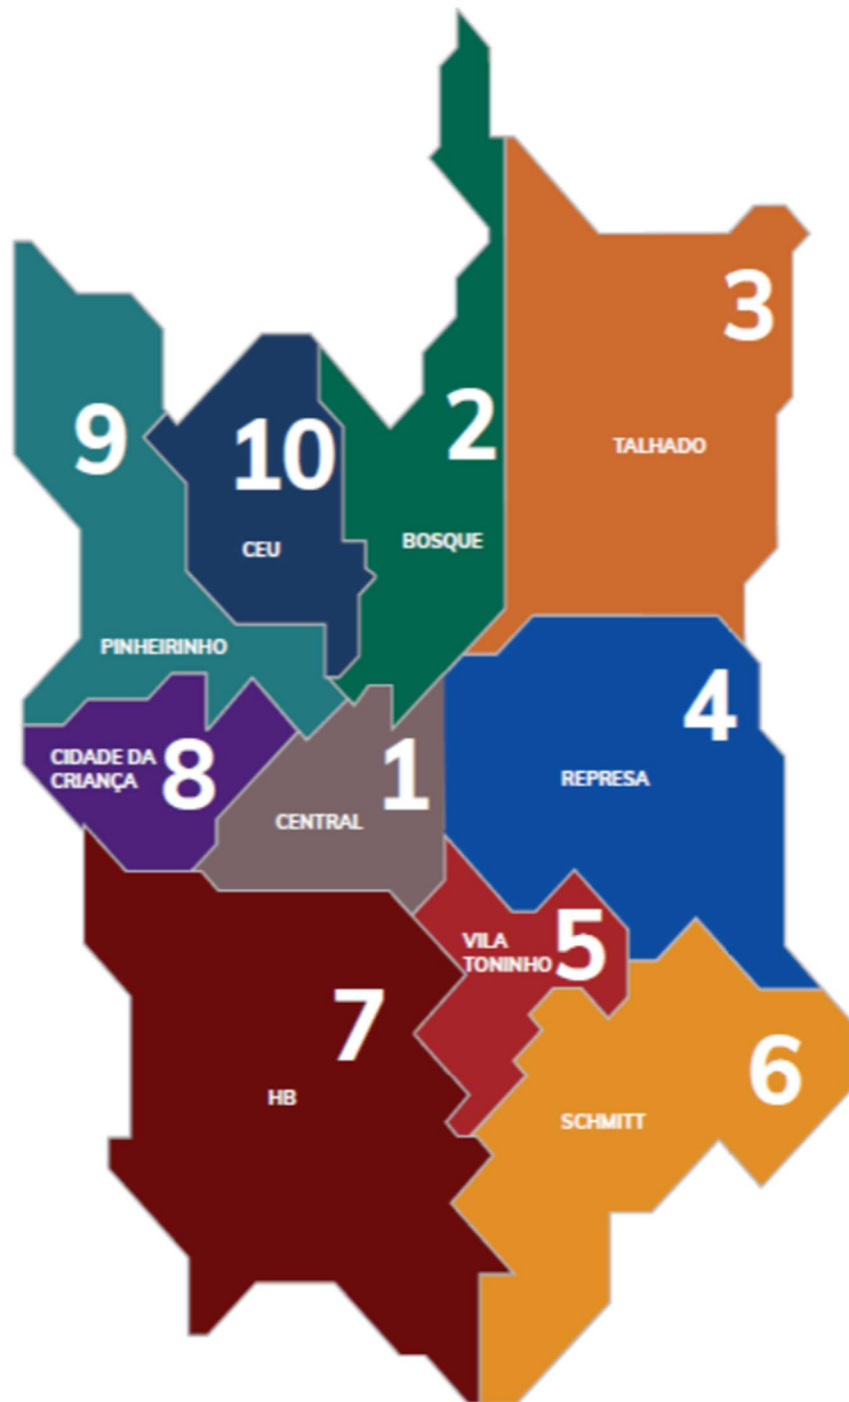 3
TALHADO
2
BOSQUE
9
PINHEIRINHO
10
CEU
4
REPRESA
CIDADE DA
CRIANÇA
8
1
CENTRAL
VILA
TONINHO
5
7
HB
6
SCHMITT